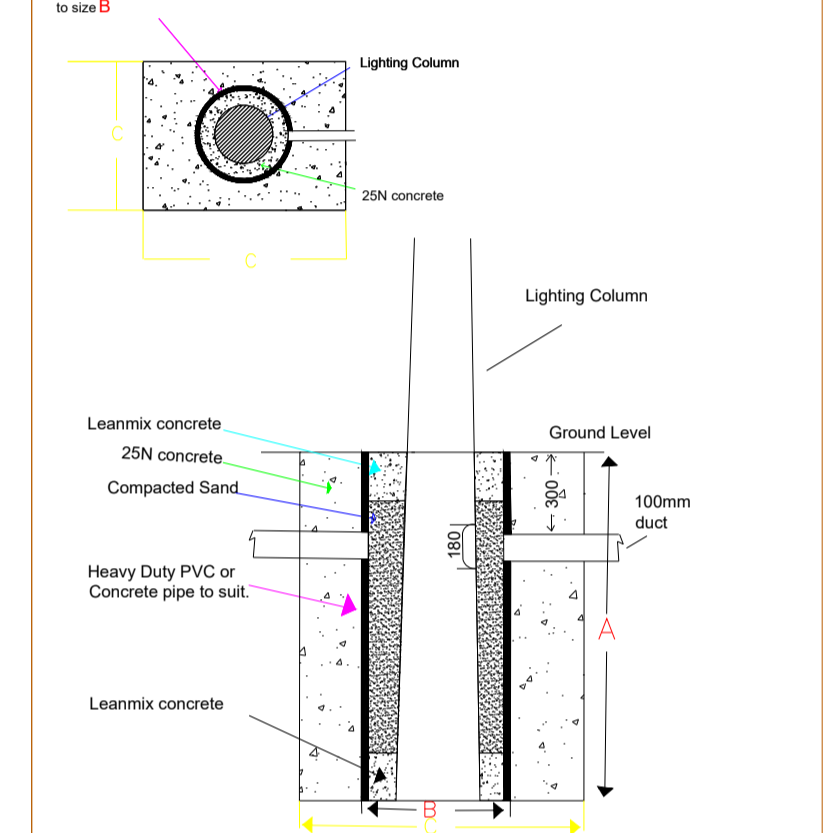 to size B
Lighting Column
C
25N concrete
C
Lighting Column
Leanmix concrete
Ground Level
25N concrete
Compacted Sand
300
100mm
duct
180
Heavy Duty PVC or
Concrete pipe to suit.
A
Leanmix concrete
B
C